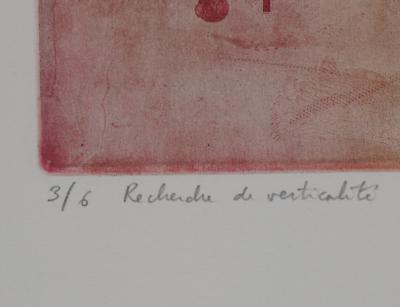 3/6 Recherche de verticalité